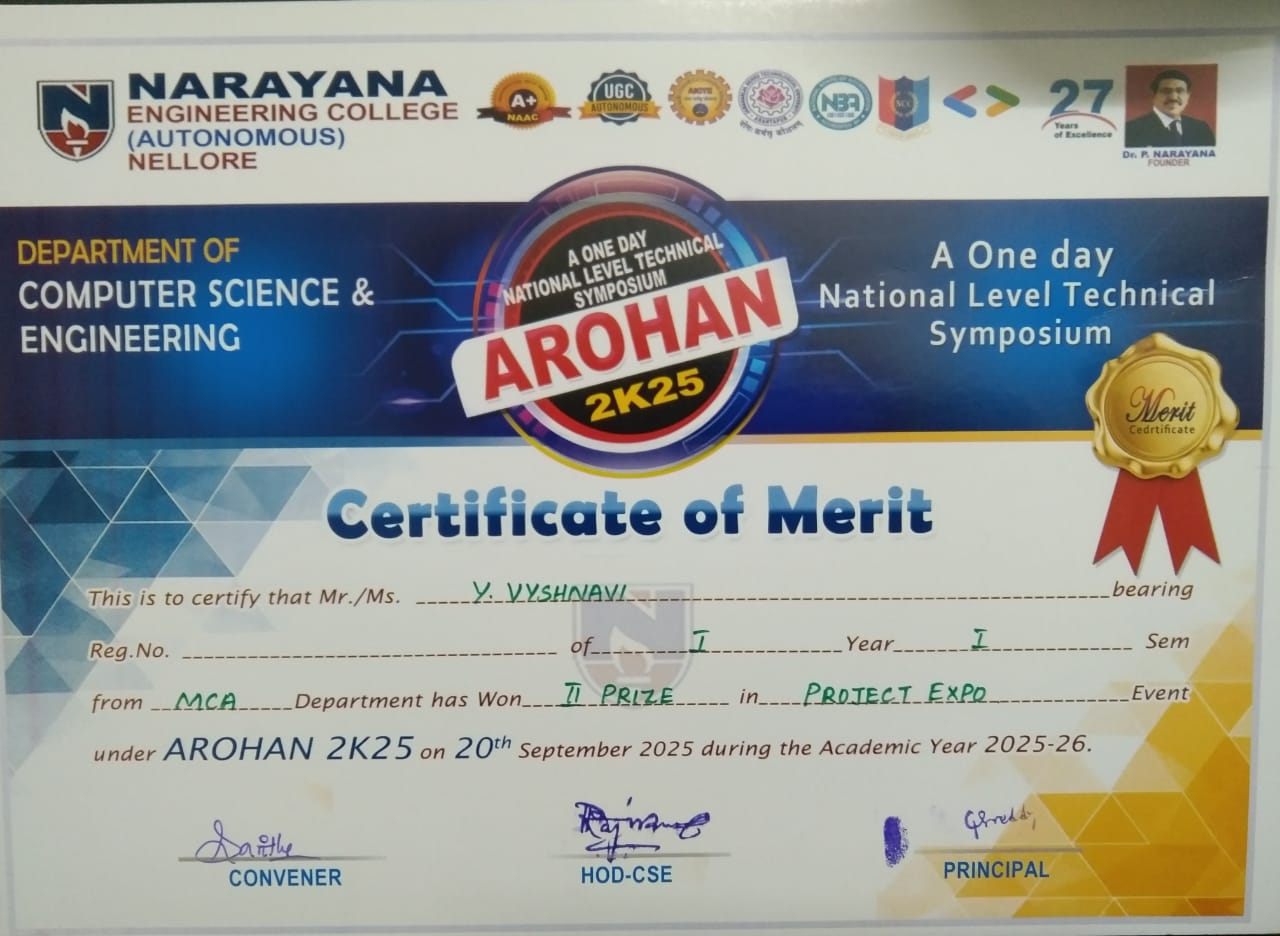 NARAYANA
ENGINEERING COLLEGE
(AUTONOMOUS)
NELLORE
A+
NAAC
UGC
AUTONOMOUS
AICTE
NBA
NCC
27
Years
of Excellence
Dr. P. NARAYANA
FOUNDER
DEPARTMENT OF
COMPUTER SCIENCE &
ENGINEERING
A ONE DAY
NATIONAL LEVEL TECHNICAL
SYMPOSIUM
AROHAN
2K25
A One day
National Level Technical
Symposium
Merit
Cedrtificate
Certificate of Merit
This is to certify that Mr./Ms. Y. VYSHNAVI bearing
Reg.No. of I Year I Sem
from MCA Department has Won II PRIZE in PROJECT EXPO Event
under AROHAN 2K25 on 20th September 2025 during the Academic Year 2025-26.
CONVENER
HOD-CSE
PRINCIPAL